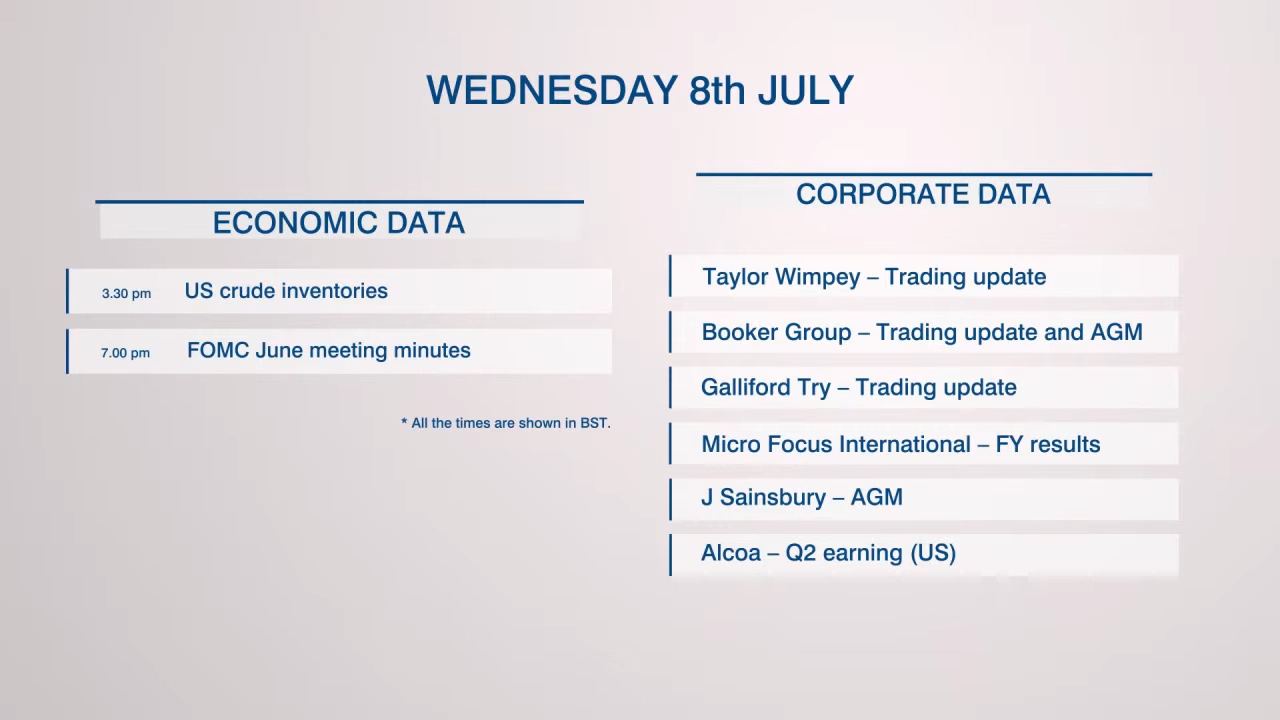 WEDNESDAY 8th JULY
ECONOMIC DATA
3.30 pm US crude inventories
7.00 pm FOMC June meeting minutes
* All the times are shown in BST.
CORPORATE DATA
Taylor Wimpey – Trading update
Booker Group – Trading update and AGM
Galliford Try – Trading update
Micro Focus International – FY results
J Sainsbury – AGM
Alcoa – Q2 earning (US)